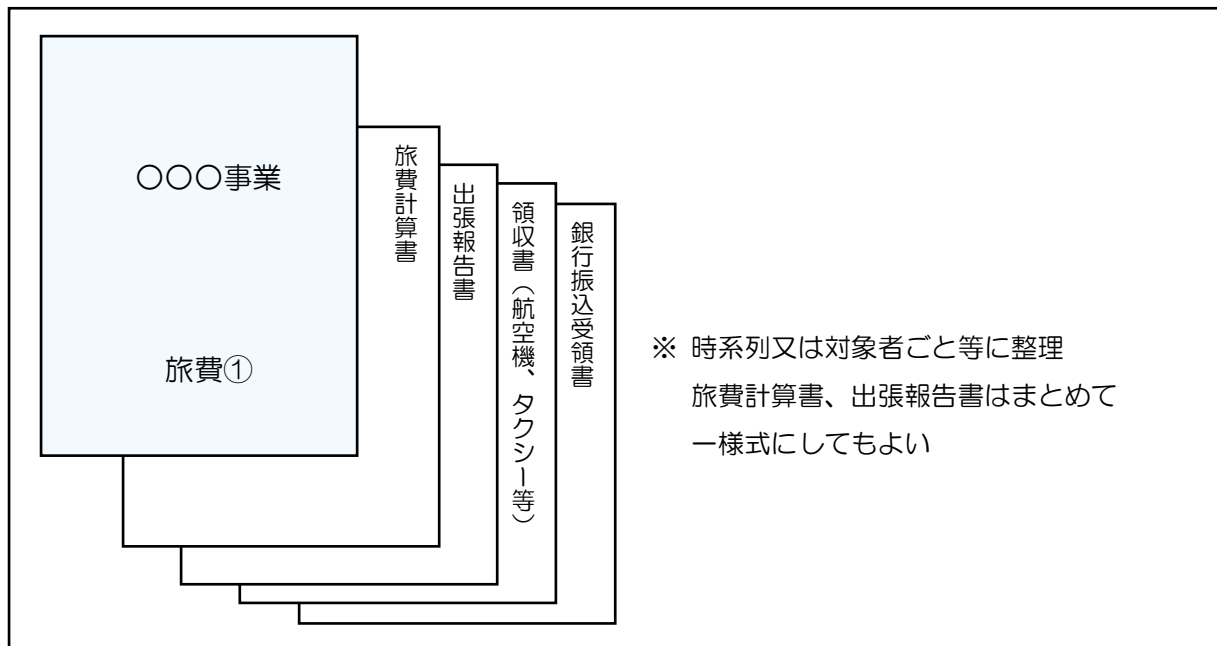 〇〇〇事業
旅費①
旅費計算書
出張報告書
領収書（航空機、タクシー等）
銀行振込受領書
※ 時系列又は対象者ごと等に整理
旅費計算書、出張報告書はまとめて
一様式にしてもよい